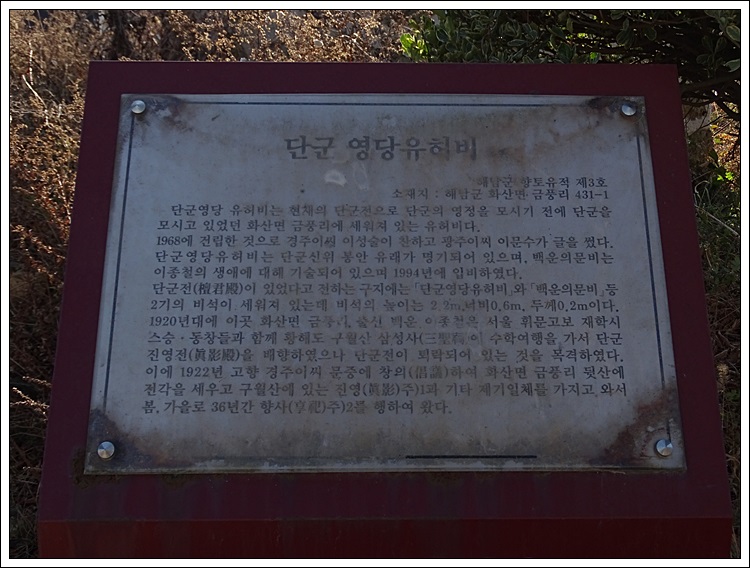 단군 영당유허비
해남군 향토유적 제3호
소재지 : 해남군 화산면 금풍리 431-1
단군영당 유허비는 현재의 단군전으로 단군의 영정을 모시기 전에 단군을
모시고 있었던 화산면 금풍리에 세워져 있는 유허비다.
1968에 건립한 것으로 경주이씨 이성술이 찬하고 광주이씨 이문수가 글을 썼다.
단군영당유허비는 단군신위 봉안 유래가 명기되어 있으며, 백운의문비는
이종철의 생애에 대해 기술되어 있으며 1994년에 입비하였다.
단군전(檀君殿)이 있었다고 전하는 구지에는 「단군영당유허비」와 「백운의문비」등
2기의 비석이 세워져 있는데 비석의 높이는 2.2m, 넉비0.6m, 두께0.2m이다.
1920년대에 이곳 화산면 금풍리 출신 백운 이종철은 서울 휘문고보 재학시
스승·동창들과 함께 황해도 구월산 삼성사(三聖祠)에 수학여행을 가서 단군
진영전(眞影殿)을 배향하였으나 단군전이 퇴락되어 있는 것을 목격하였다.
이에 1922년 고향 경주이씨 문중에 창의(倡議)하여 화산면 금풍리 뒷산에
전각을 세우고 구월산에 있는 진영(眞影)주)1과 기타 제기일체를 가지고 와서
봄, 가을로 36년간 향사(享祀)주)2를 행하여 왔다.